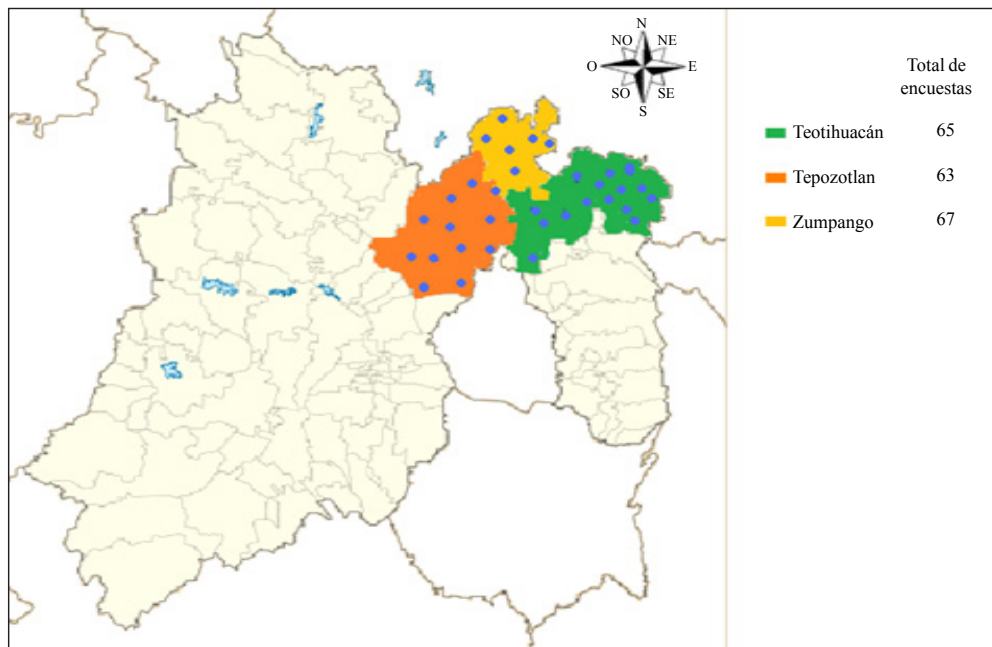 N
NO NE
O E
SO SE
S
Total de
encuestas
Teotihuacán 65
Tepozotlan 63
Zumpango 67